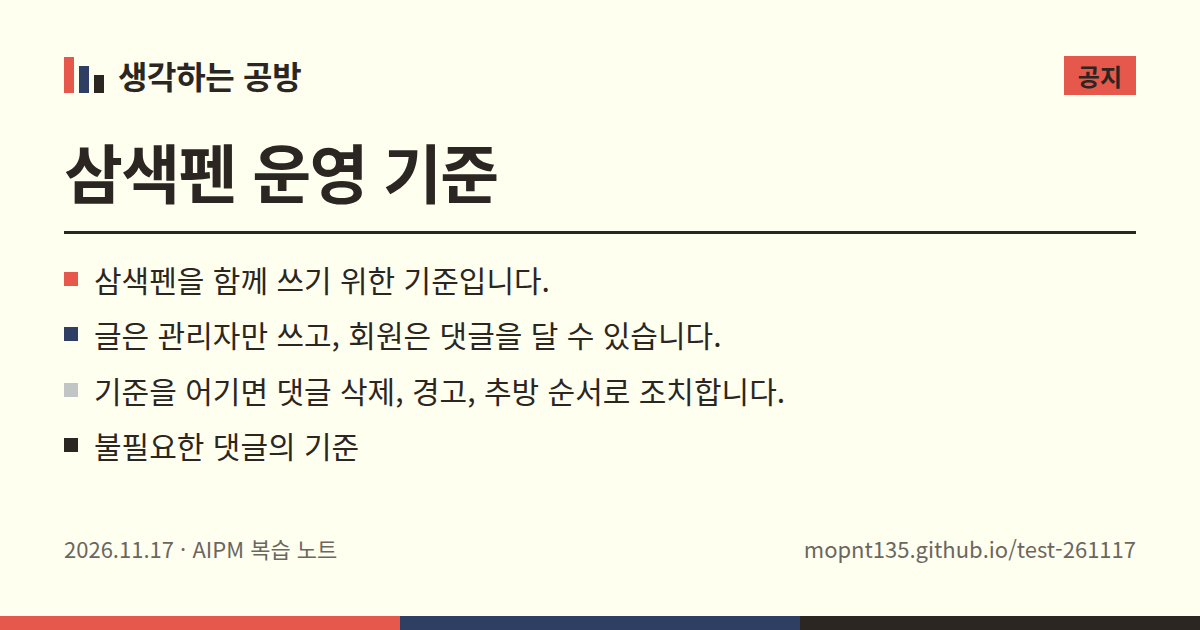 생각하는 공방
공지
삼색펜 운영 기준
삼색펜을 함께 쓰기 위한 기준입니다.
글은 관리자만 쓰고, 회원은 댓글을 달 수 있습니다.
기준을 어기면 댓글 삭제, 경고, 추방 순서로 조치합니다.
불필요한 댓글의 기준
2026.11.17 · AIPM 복습 노트
mopnt135.github.io/test-261117